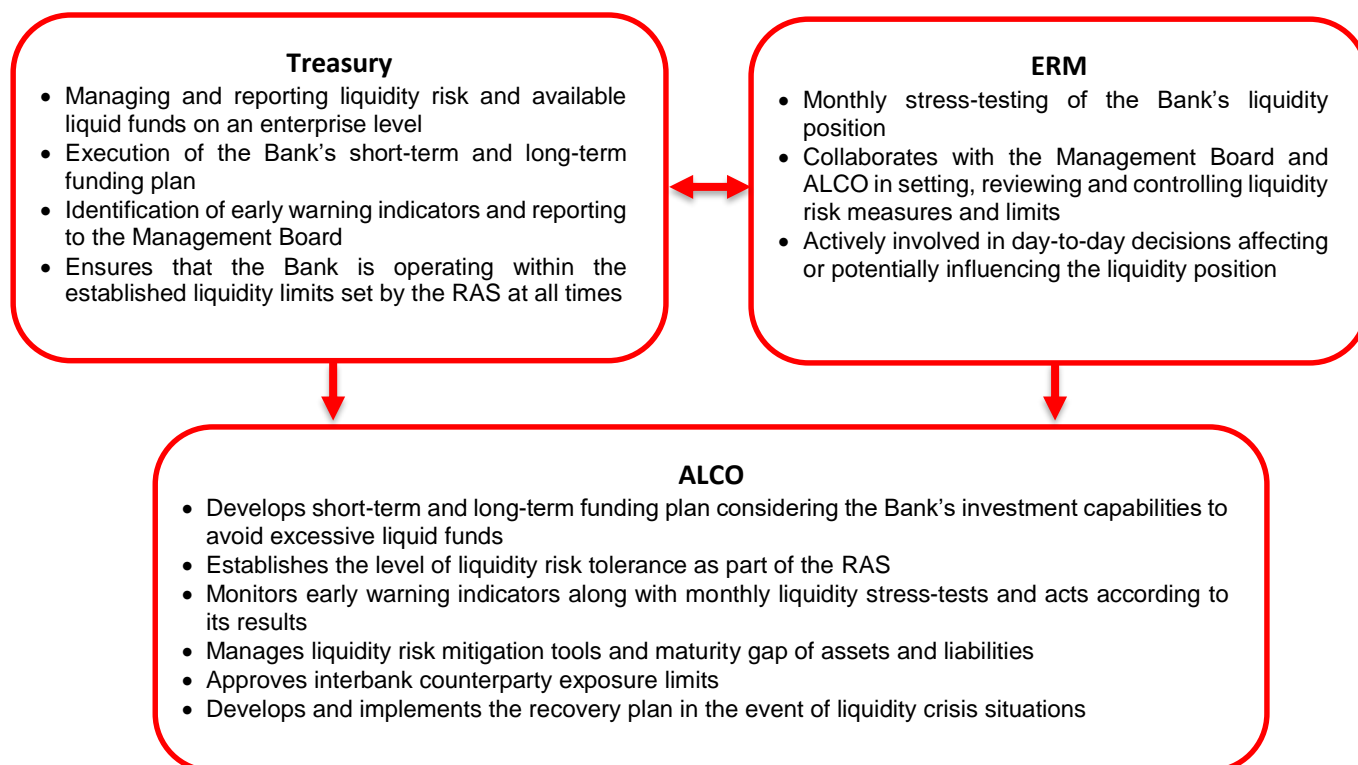 Treasury
• Managing and reporting liquidity risk and available
liquid funds on an enterprise level
• Execution of the Bank’s short-term and long-term
funding plan
• Identification of early warning indicators and reporting
to the Management Board
• Ensures that the Bank is operating within the
established liquidity limits set by the RAS at all times
ERM
• Monthly stress-testing of the Bank’s liquidity
position
• Collaborates with the Management Board and
ALCO in setting, reviewing and controlling liquidity
risk measures and limits
• Actively involved in day-to-day decisions affecting
or potentially influencing the liquidity position
ALCO
• Develops short-term and long-term funding plan considering the Bank’s investment capabilities to
avoid excessive liquid funds
• Establishes the level of liquidity risk tolerance as part of the RAS
• Monitors early warning indicators along with monthly liquidity stress-tests and acts according to
its results
• Manages liquidity risk mitigation tools and maturity gap of assets and liabilities
• Approves interbank counterparty exposure limits
• Develops and implements the recovery plan in the event of liquidity crisis situations